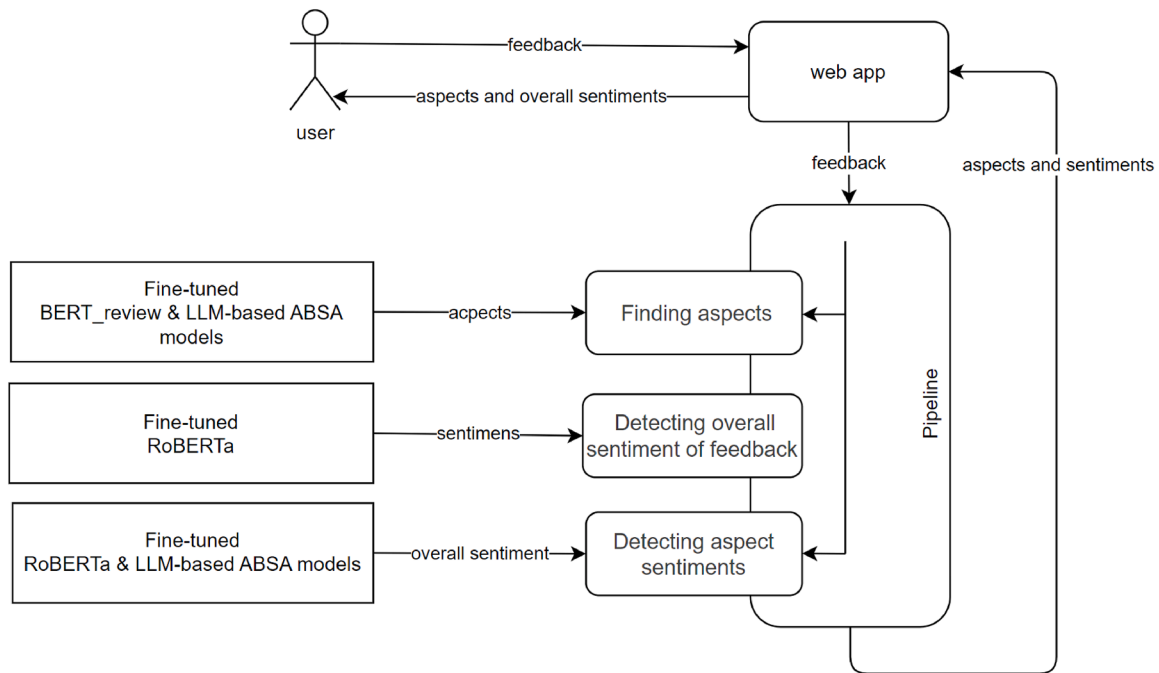 feedback
web app
aspects and overall sentiments
user
feedback
aspects and sentiments
Fine-tuned
BERT_review & LLM-based ABSA
models
acpects
Finding aspects
Pipeline
Fine-tuned
RoBERTa
sentimens
Detecting overall
sentiment of feedback
Fine-tuned
RoBERTa & LLM-based ABSA models
overall sentiment
Detecting aspect
sentiments